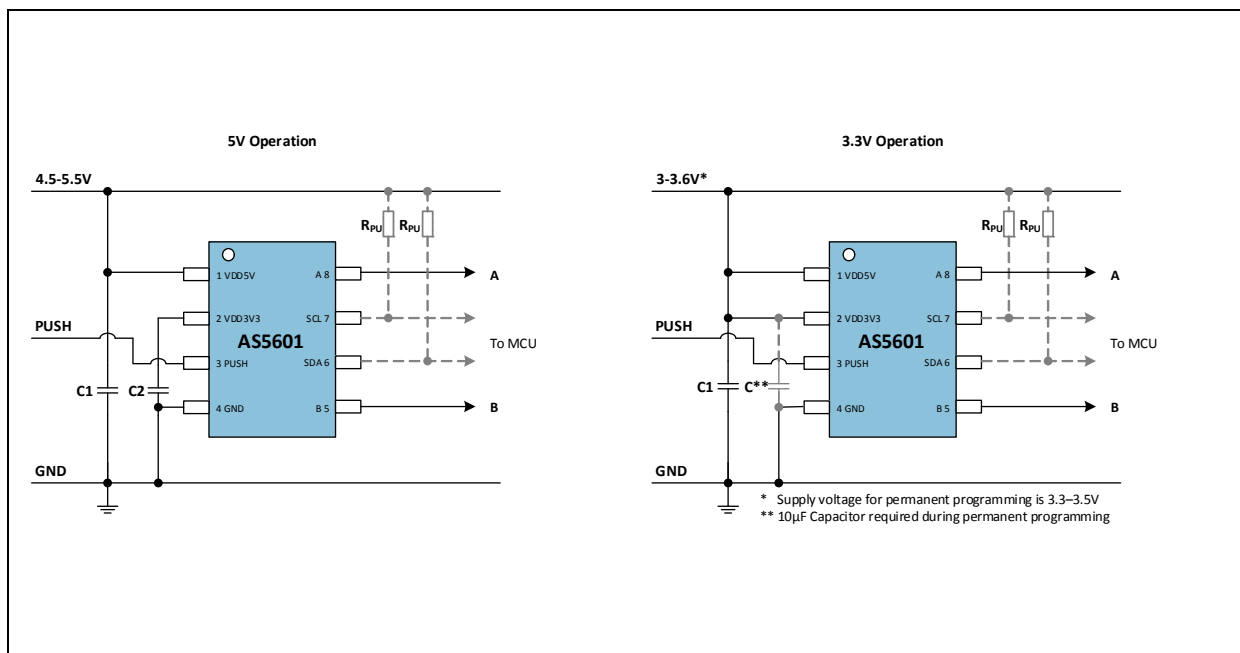 5V Operation
4.5-5.5V
RPU RPU
1 VDD5V
A 8
A
2 VDD3V3
SCL 7
PUSH
AS5601
To MCU
3 PUSH
SDA 6
C1
C2
4 GND
B 5
B
GND
3.3V Operation
3-3.6V*
RPU RPU
1 VDD5V
A 8
A
2 VDD3V3
SCL 7
PUSH
AS5601
To MCU
3 PUSH
SDA 6
C1
C**
4 GND
B 5
B
GND
* Supply voltage for permanent programming is 3.3–3.5V
** 10µF Capacitor required during permanent programming